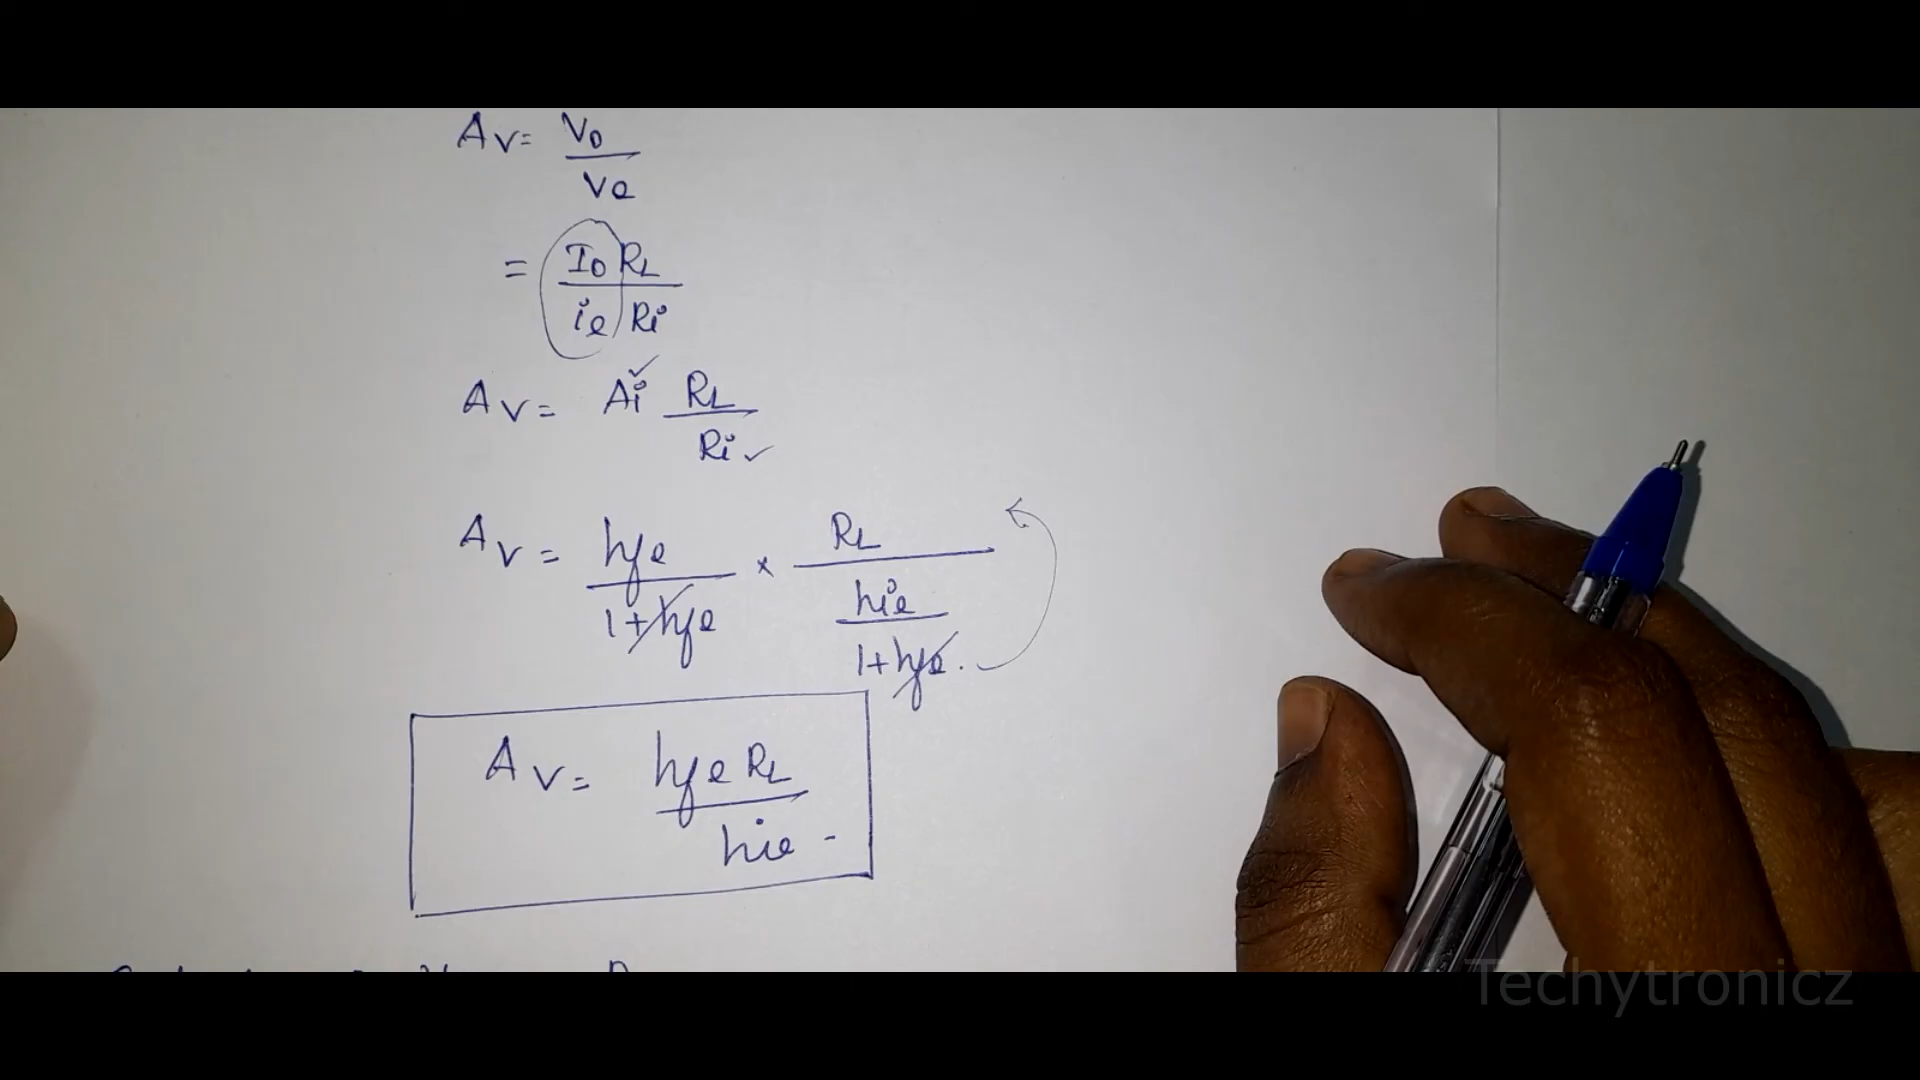 Av = Vo / Ve
= Io RL / ie Ri
Av = Ai RL / Ri
Av = hfe / 1+hfe × RL / hie / 1+hfe.
Av = hfe RL / hie
Techytronicz